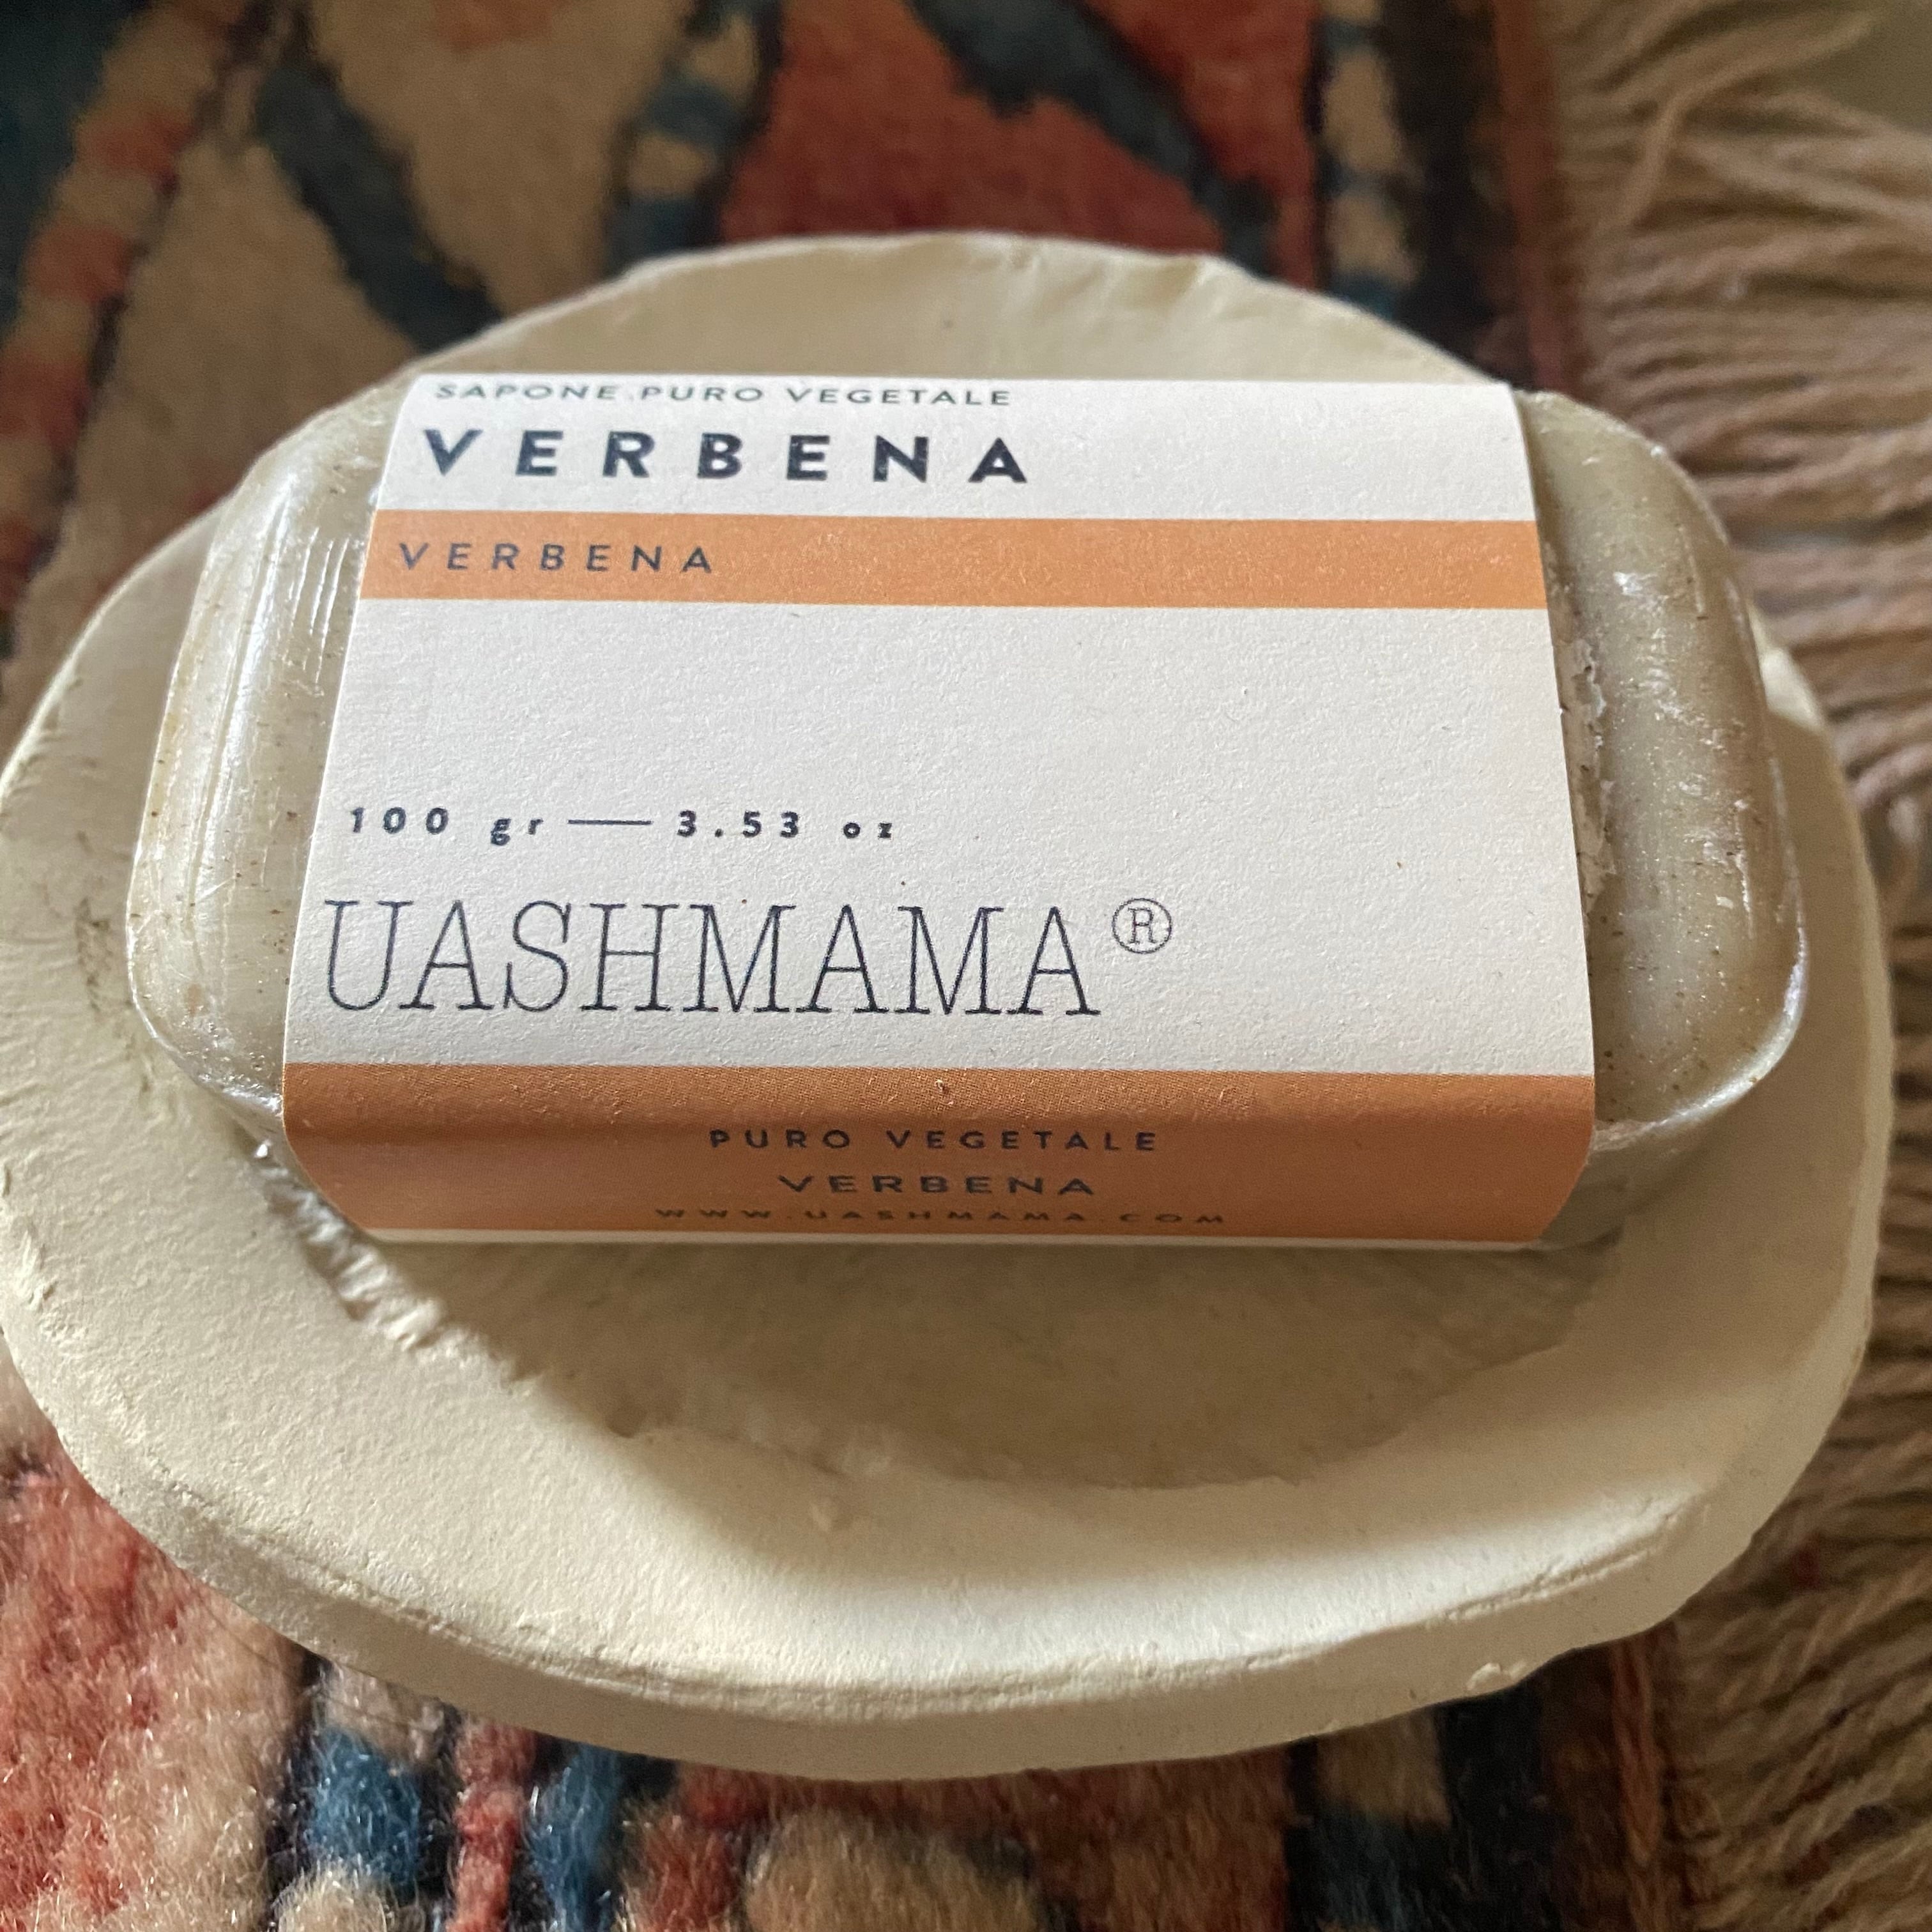 SAPONE PURO VEGETALE
VERBENA
VERBENA
100 gr — 3.53 oz
UASHMAMA®
PURO VEGETALE
VERBENA
WWW.UASHMAMA.COM